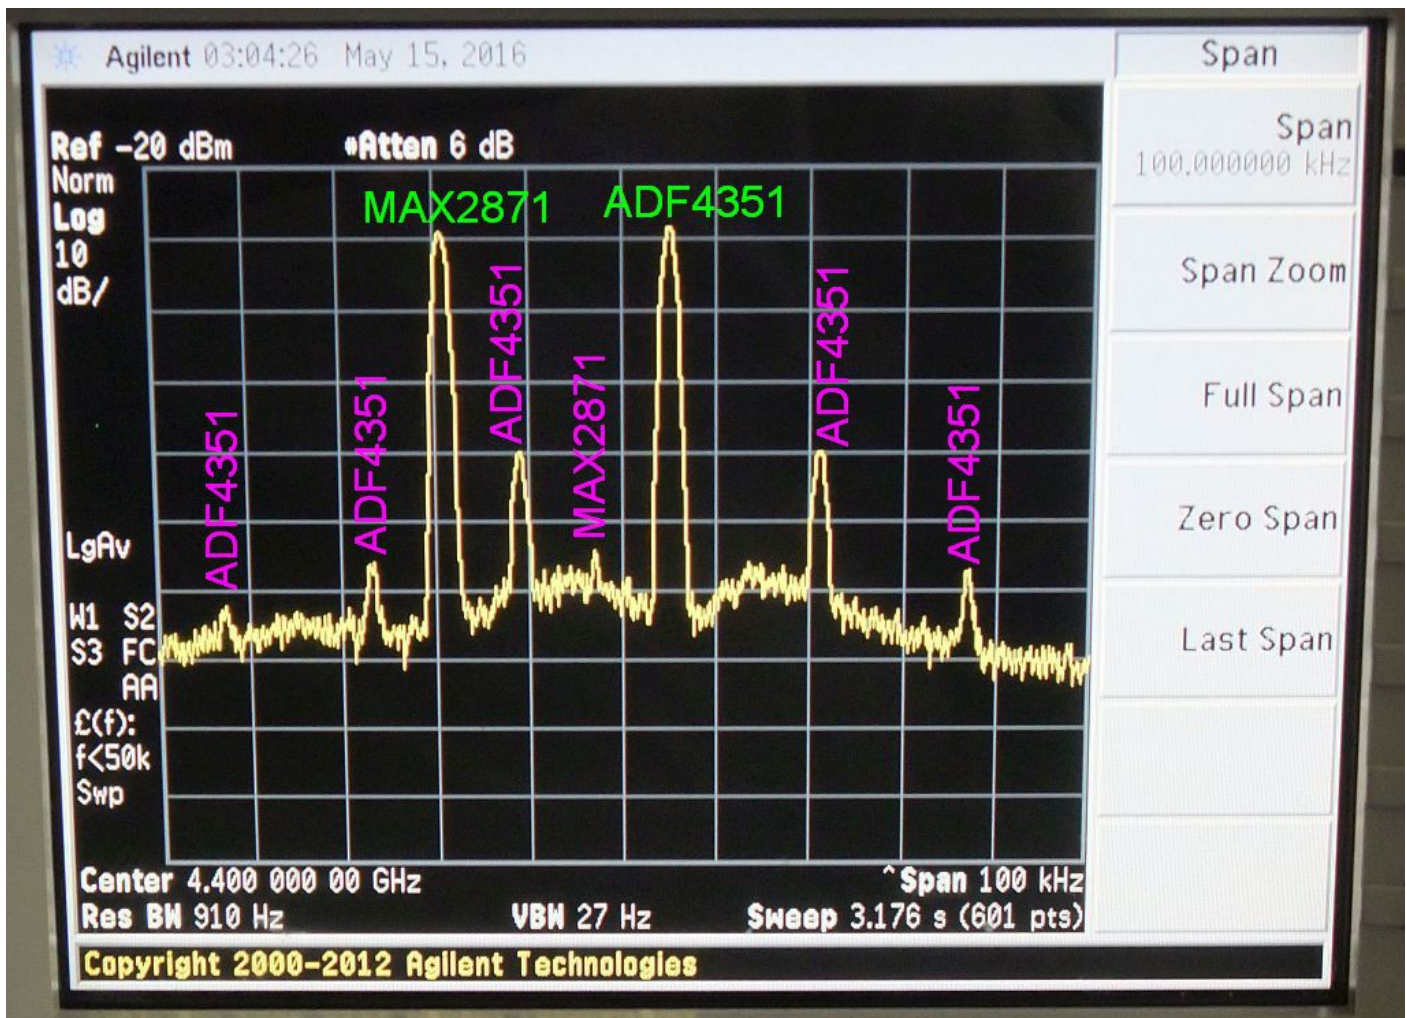 Agilent 03:04:26 May 15, 2016
Span
Ref -20 dBm #Atten 6 dB
Norm
Log
10
dB/
MAX2871 ADF4351
ADF4351
ADF4351
ADF4351
MAX2871
ADF4351
ADF4351
LgAv
W1 S2
S3 FC
AA
£(f):
f<50k
Swp
Center 4.400 000 00 GHz ^Span 100 kHz
Res BW 910 Hz VBW 27 Hz Sweep 3.176 s (601 pts)
Copyright 2000-2012 Agilent Technologies
Span
100.000000 kHz
Span Zoom
Full Span
Zero Span
Last Span